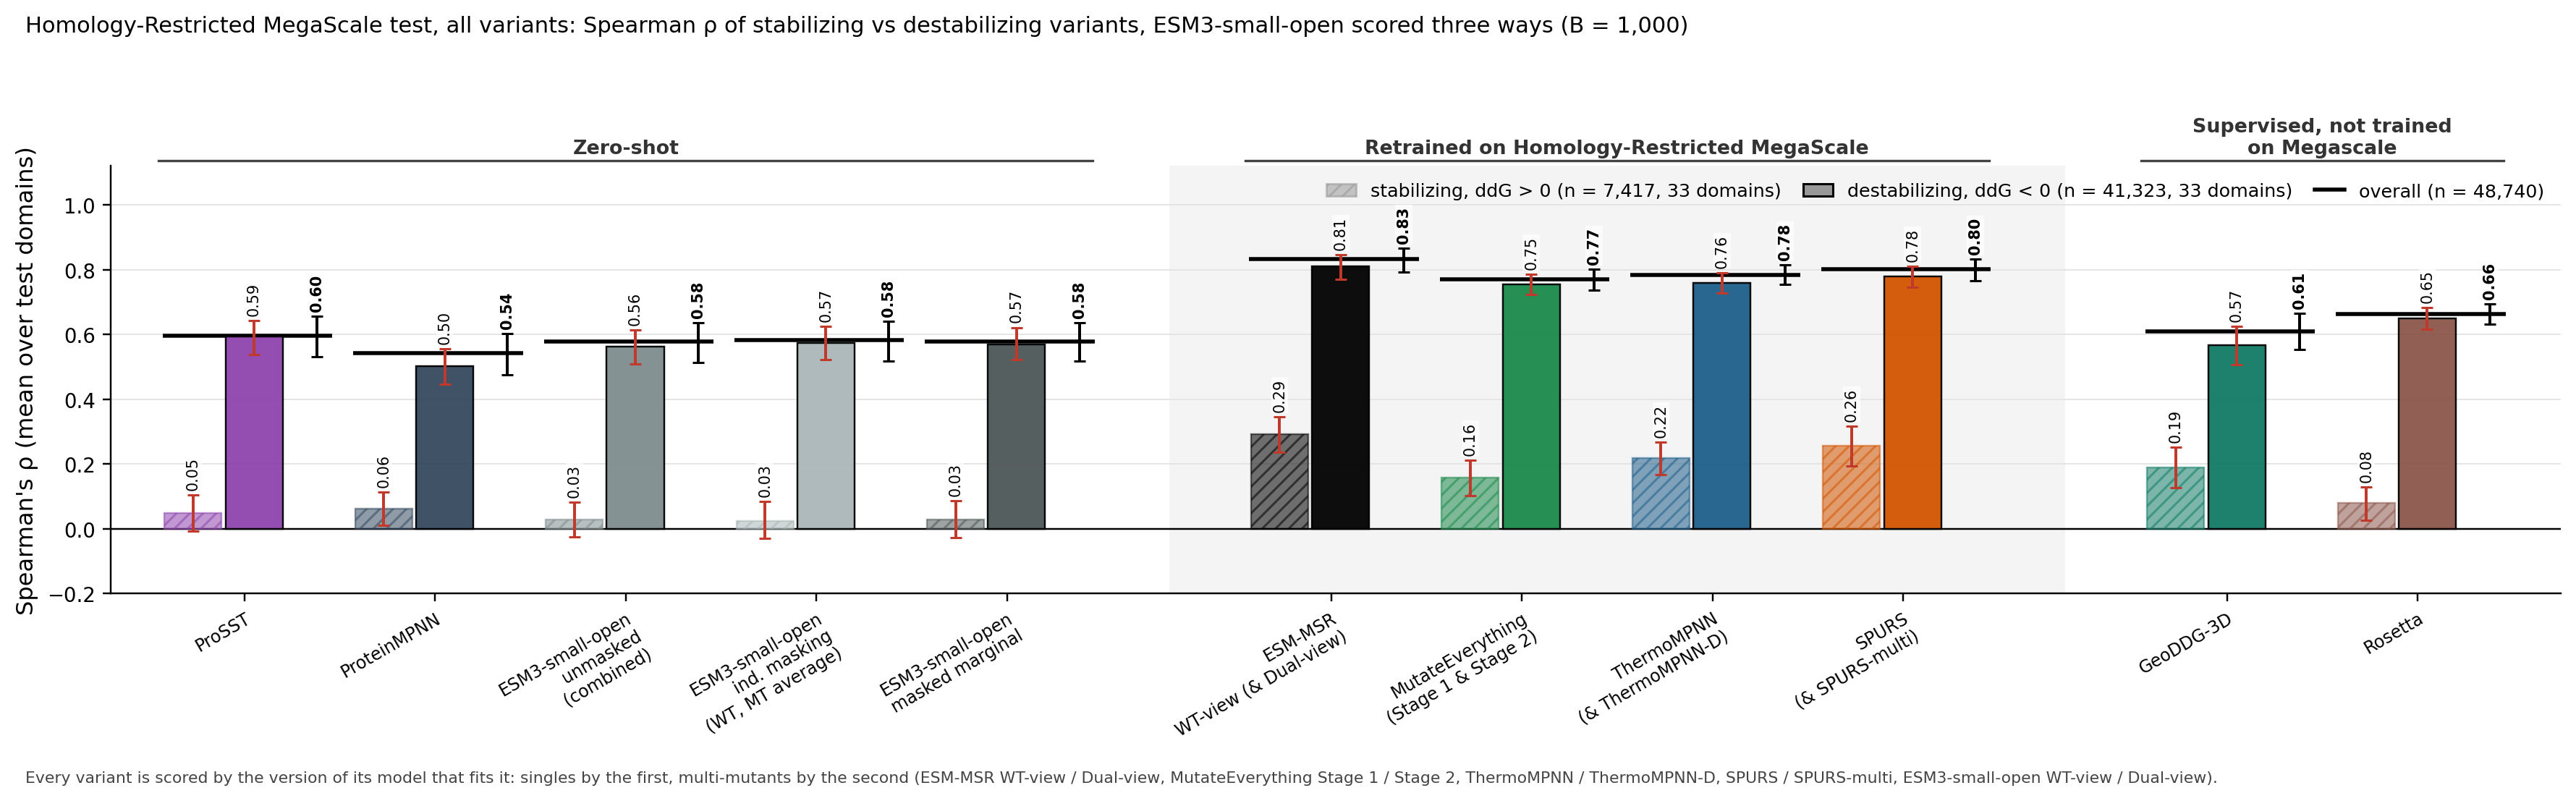 Homology-Restricted MegaScale test, all variants: Spearman ρ of stabilizing vs destabilizing variants, ESM3-small-open scored three ways (B = 1,000)
Zero-shot
Retrained on Homology-Restricted MegaScale
Supervised, not trained
on Megascale
stabilizing, ddG > 0 (n = 7,417, 33 domains)
destabilizing, ddG < 0 (n = 41,323, 33 domains)
overall (n = 48,740)
Spearman's ρ (mean over test domains)
1.0
0.8
0.6
0.4
0.2
0.0
−0.2
0.05
0.59
0.60
0.06
0.50
0.54
0.03
0.56
0.58
0.03
0.57
0.58
0.03
0.57
0.58
0.29
0.81
0.83
0.16
0.75
0.77
0.22
0.76
0.78
0.26
0.78
0.80
0.19
0.57
0.61
0.08
0.65
0.66
ProSST
ProteinMPNN
ESM3-small-open
unmasked
(combined)
ESM3-small-open
ind. masking
(WT, MT average)
ESM3-small-open
masked marginal
ESM-MSR
WT-view (& Dual-view)
MutateEverything
(Stage 1 & Stage 2)
ThermoMPNN
(& ThermoMPNN-D)
SPURS
(& SPURS-multi)
GeoDDG-3D
Rosetta
Every variant is scored by the version of its model that fits it: singles by the first, multi-mutants by the second (ESM-MSR WT-view / Dual-view, MutateEverything Stage 1 / Stage 2, ThermoMPNN / ThermoMPNN-D, SPURS / SPURS-multi, ESM3-small-open WT-view / Dual-view).